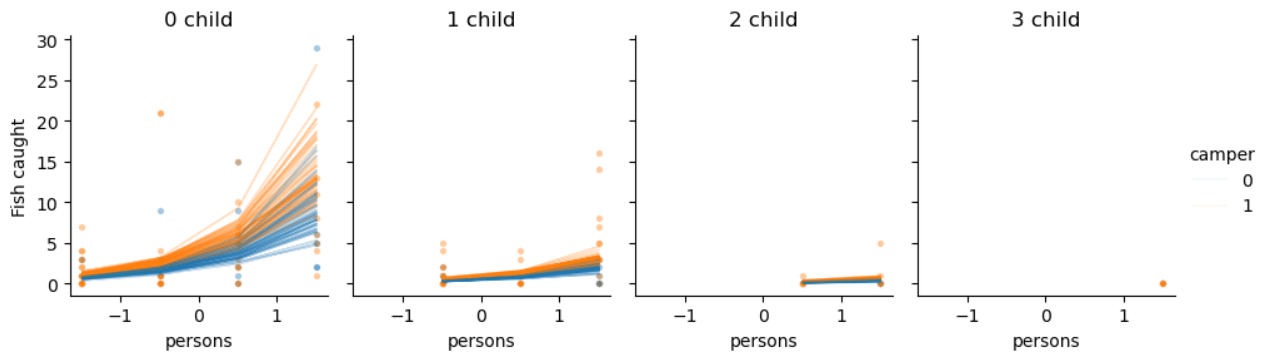 0 child
1 child
2 child
3 child
Fish caught
30
25
20
15
10
5
0
−1 0 1
−1 0 1
−1 0 1
−1 0 1
persons
persons
persons
persons
camper
0
1